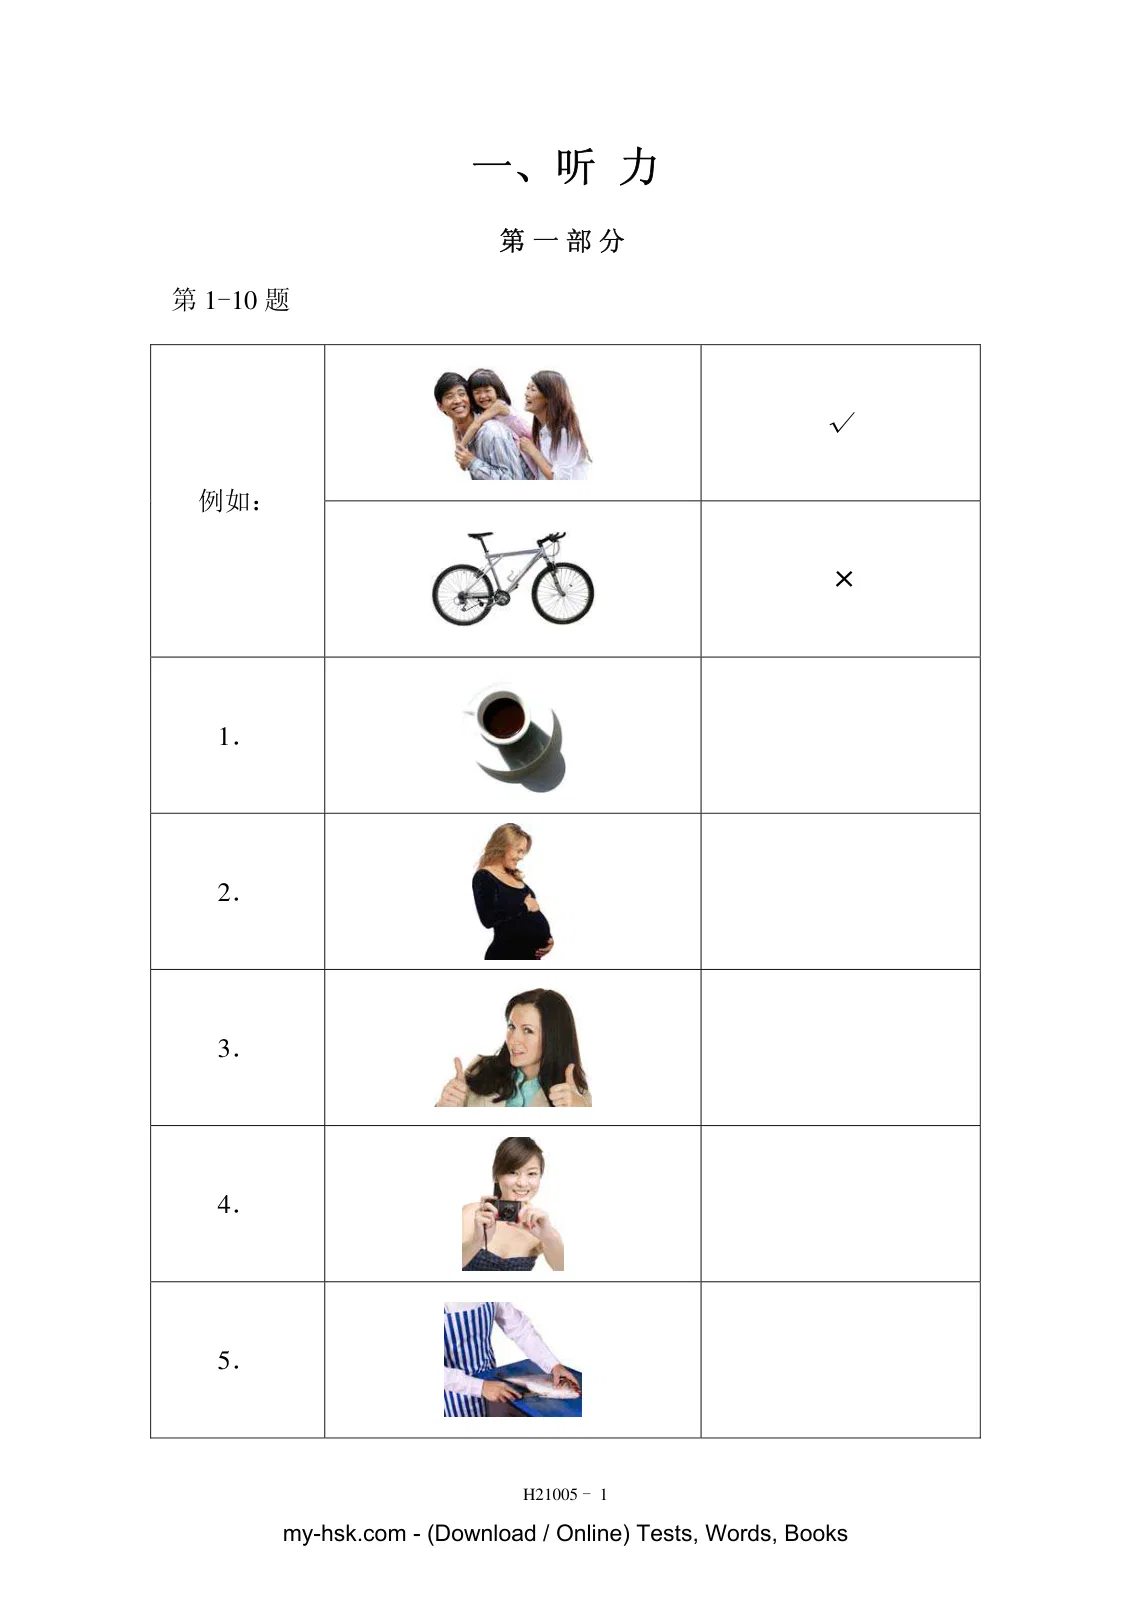 一、听 力
第 一 部 分
第 1-10 题
例如：
√
×
1.
2.
3.
4.
5.
H21005 - 1
my-hsk.com - (Download / Online) Tests, Words, Books